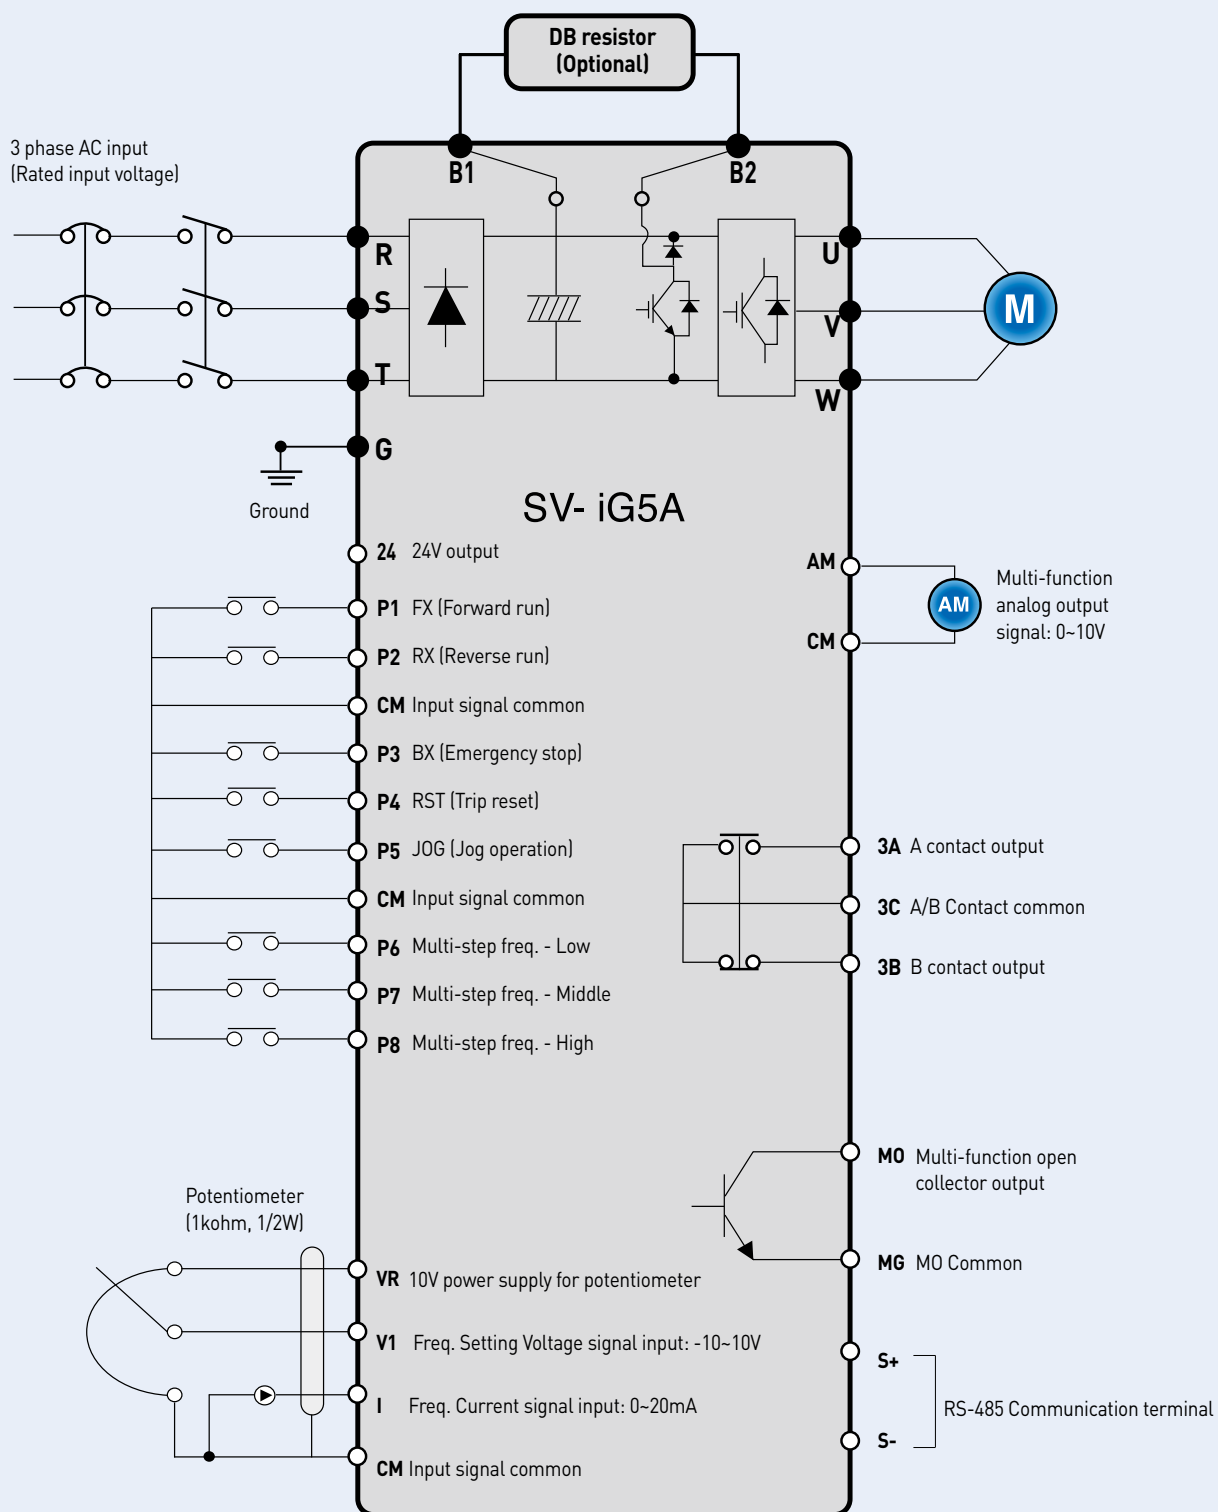 DB resistor
(Optional)
3 phase AC input
(Rated input voltage)
B1
B2
R
U
S
V
M
T
W
G
Ground
SV- iG5A
24 24V output
P1 FX (Forward run)
P2 RX (Reverse run)
CM Input signal common
P3 BX (Emergency stop)
P4 RST (Trip reset)
P5 JOG (Jog operation)
CM Input signal common
P6 Multi-step freq. - Low
P7 Multi-step freq. - Middle
P8 Multi-step freq. - High
AM
AM
CM
Multi-function
analog output
signal: 0~10V
3A A contact output
3C A/B Contact common
3B B contact output
MO Multi-function open
collector output
MG MO Common
Potentiometer
(1kohm, 1/2W)
VR 10V power supply for potentiometer
V1 Freq. Setting Voltage signal input: -10~10V
I Freq. Current signal input: 0~20mA
CM Input signal common
S+
RS-485 Communication terminal
S-